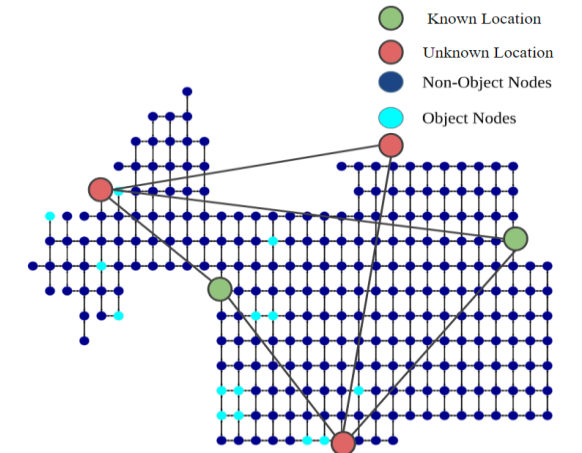 Known Location
Unknown Location
Non-Object Nodes
Object Nodes